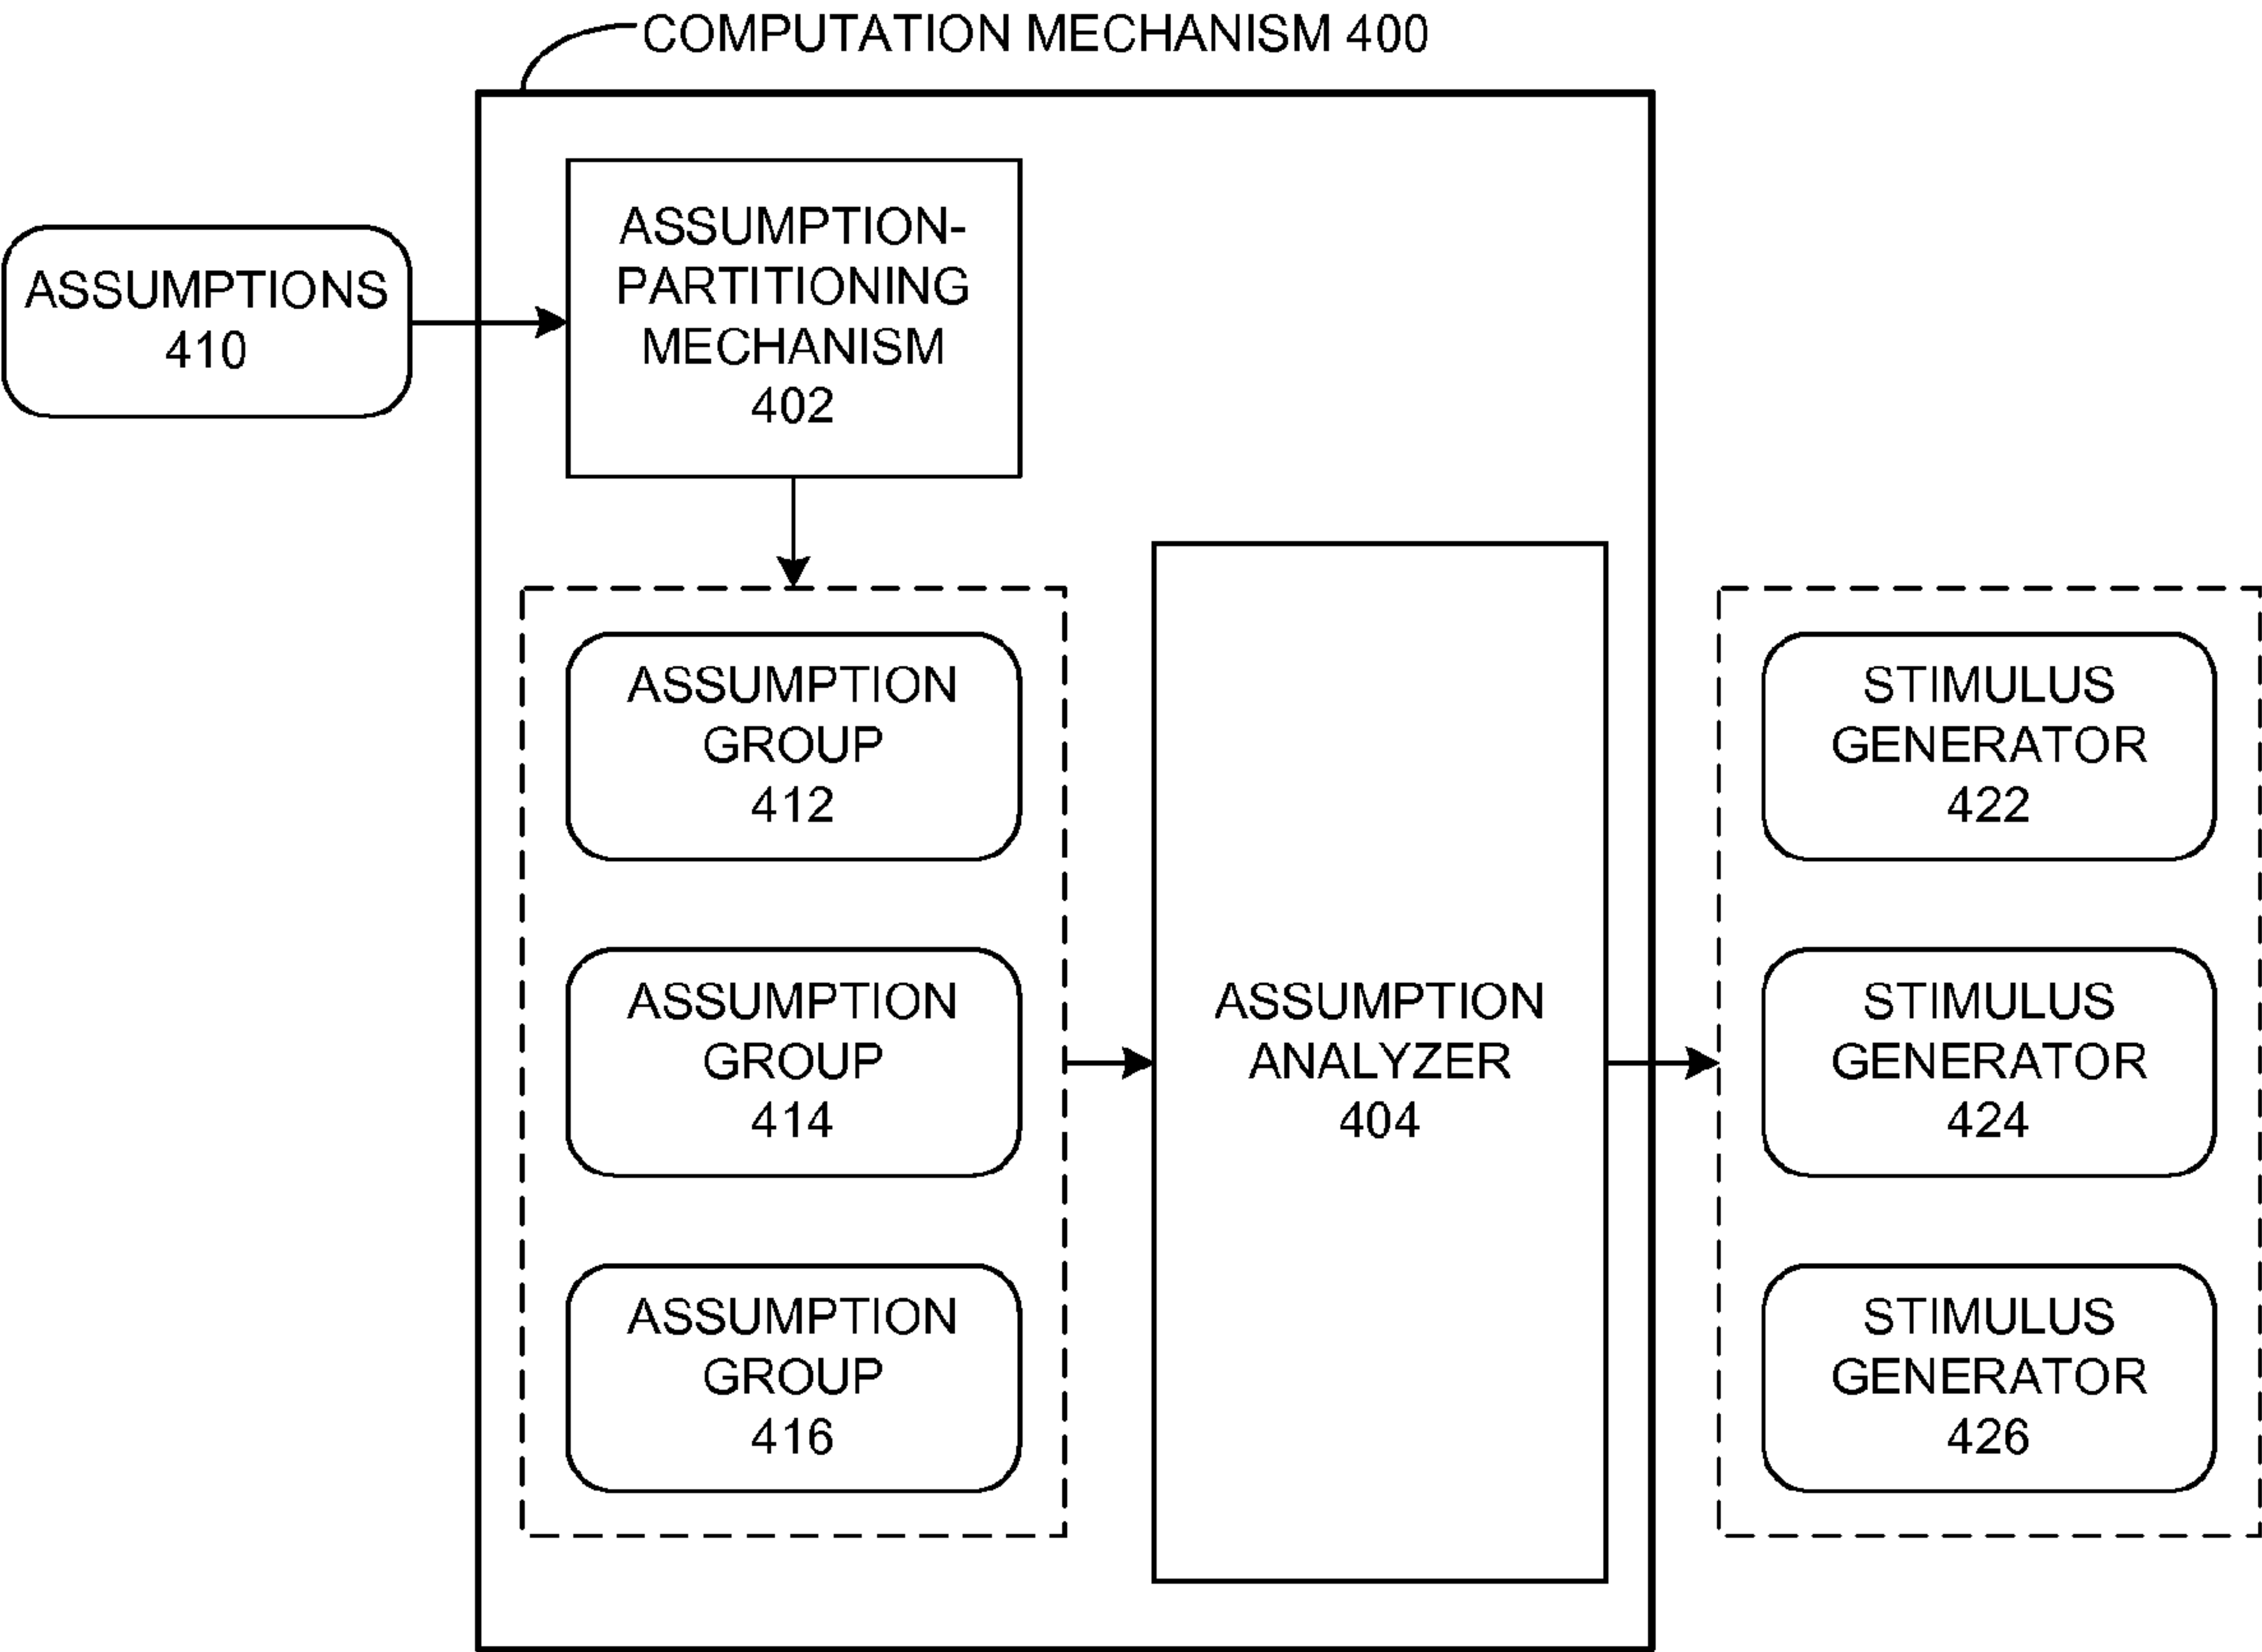 COMPUTATION MECHANISM 400
ASSUMPTIONS
410
ASSUMPTION-
PARTITIONING
MECHANISM
402
ASSUMPTION
GROUP
412
ASSUMPTION
GROUP
414
ASSUMPTION
GROUP
416
ASSUMPTION
ANALYZER
404
STIMULUS
GENERATOR
422
STIMULUS
GENERATOR
424
STIMULUS
GENERATOR
426